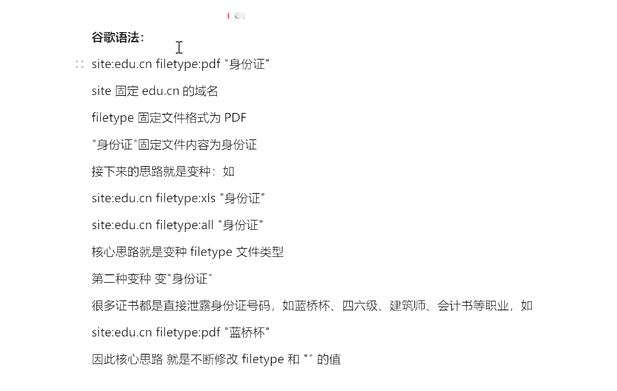 谷歌语法：
site:edu.cn filetype:pdf "身份证"
site 固定 edu.cn 的域名
filetype 固定文件格式为 PDF
"身份证"固定文件内容为身份证
接下来的思路就是变种：如
site:edu.cn filetype:xls "身份证"
site:edu.cn filetype:all "身份证"
核心思路就是变种 filetype 文件类型
第二种变种 变"身份证"
很多证书都是直接泄露身份证号码，如蓝桥杯、四六级、建筑师、会计书等职业，如
site:edu.cn filetype:pdf "蓝桥杯"
因此核心思路 就是不断修改 filetype 和 "" 的值